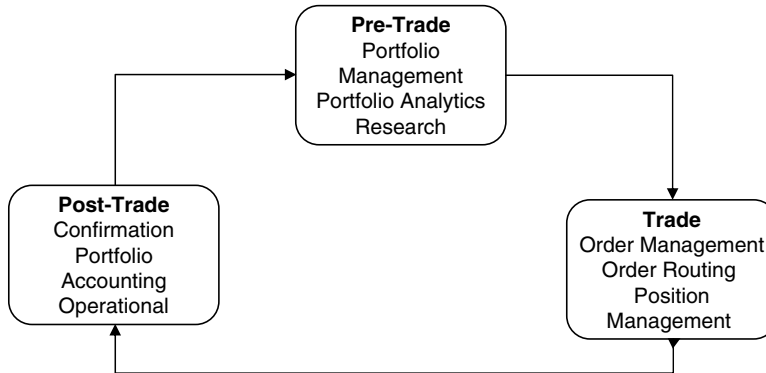 Pre-Trade
Portfolio
Management
Portfolio Analytics
Research
Post-Trade
Confirmation
Portfolio
Accounting
Operational
Trade
Order Management
Order Routing
Position
Management